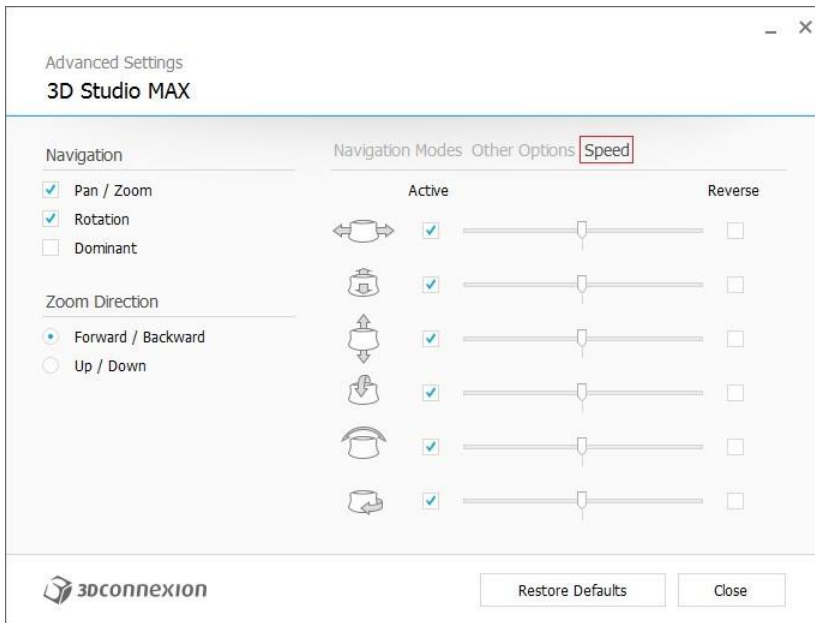 Advanced Settings
3D Studio MAX
Navigation
Pan / Zoom
Rotation
Dominant
Zoom Direction
Forward / Backward
Up / Down
Navigation Modes Other Options Speed
Active Reverse
3Dconnexion
Restore Defaults
Close